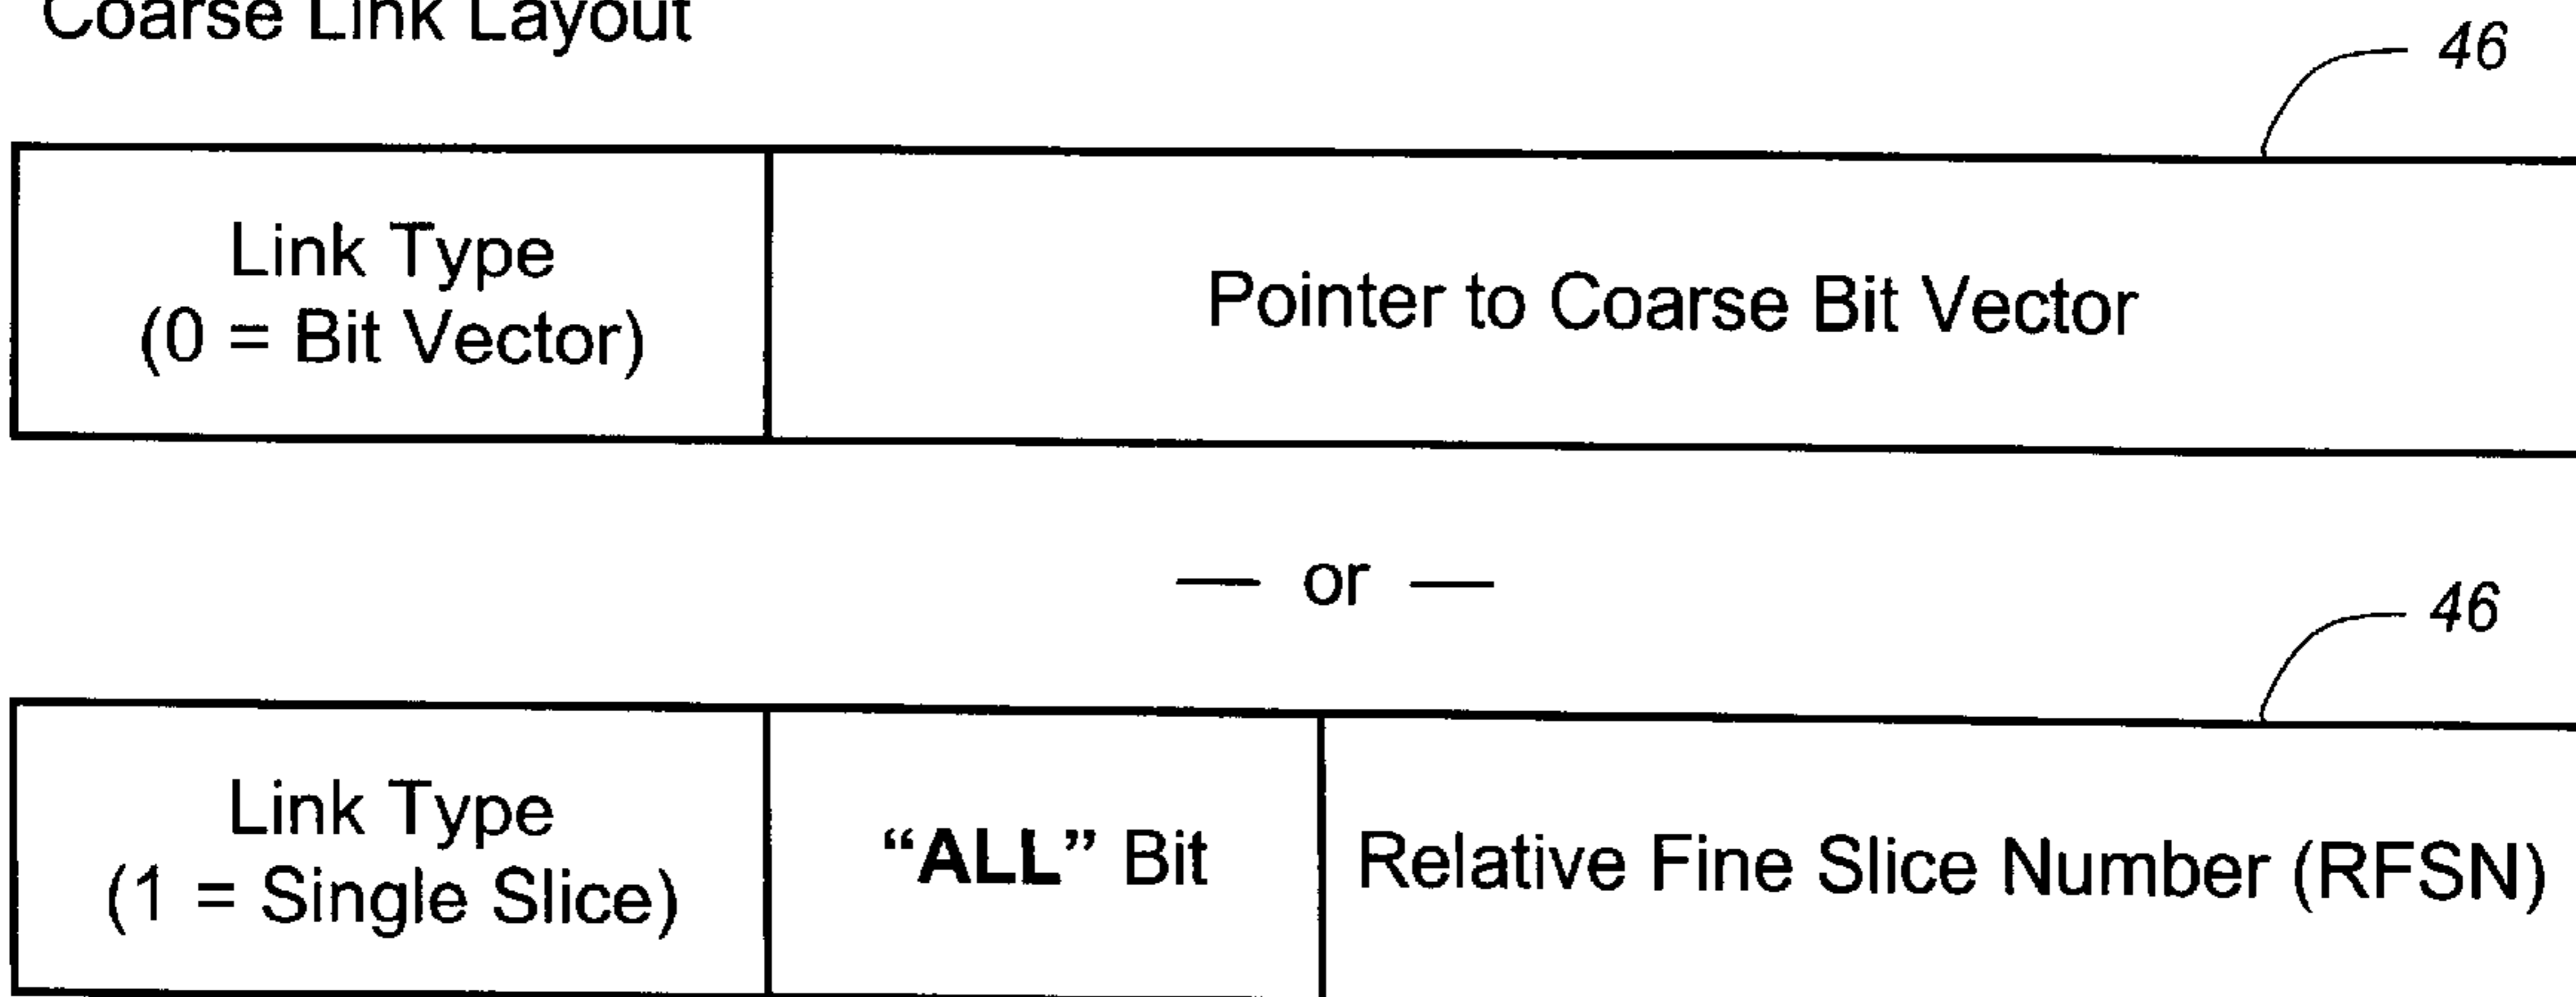 Coarse Link Layout
46
Link Type
(0 = Bit Vector)
Pointer to Coarse Bit Vector
— or —
46
Link Type
(1 = Single Slice)
“ALL” Bit
Relative Fine Slice Number (RFSN)